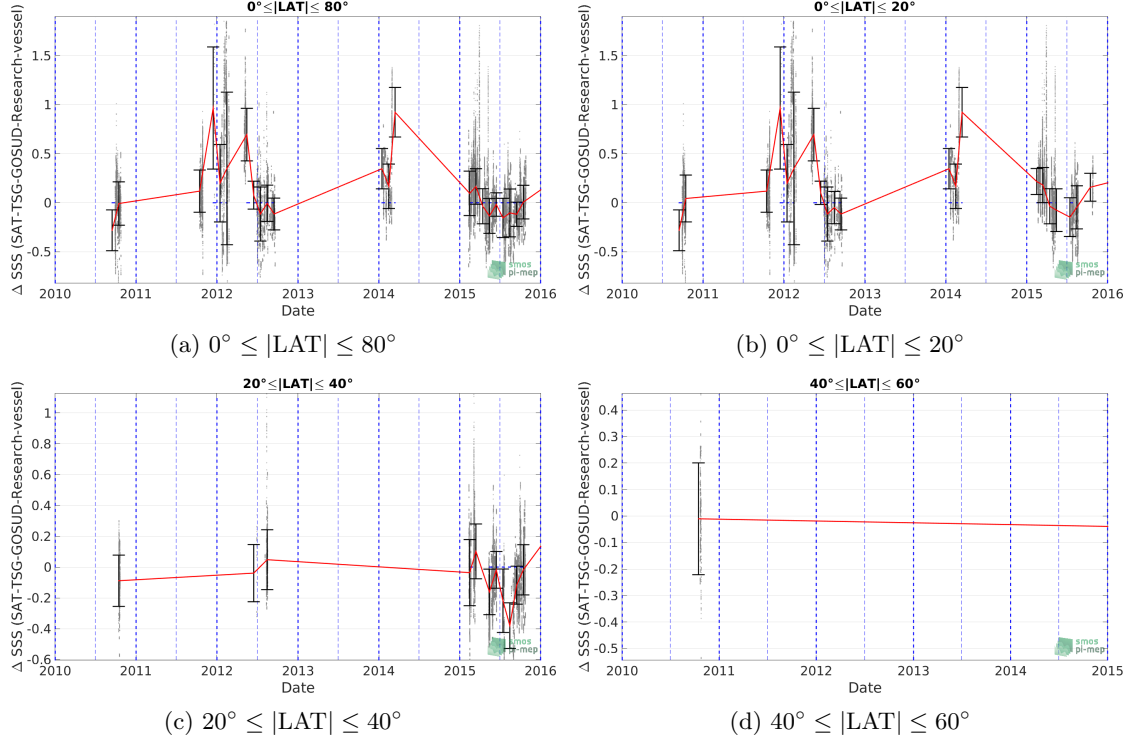 0°≤|LAT|≤ 80°
Δ SSS (SAT-TSG-GOSUD-Research-vessel)
1.5
1
0.5
0
-0.5
2010 2011 2012 2013 2014 2015 2016
Date
smos
pi-mep
(a) 0° ≤ |LAT| ≤ 80°
0°≤|LAT|≤ 20°
Δ SSS (SAT-TSG-GOSUD-Research-vessel)
1.5
1
0.5
0
-0.5
2010 2011 2012 2013 2014 2015 2016
Date
smos
pi-mep
(b) 0° ≤ |LAT| ≤ 20°
20°≤|LAT|≤ 40°
Δ SSS (SAT-TSG-GOSUD-Research-vessel)
1
0.8
0.6
0.4
0.2
0
-0.2
-0.4
-0.6
2010 2011 2012 2013 2014 2015 2016
Date
smos
pi-mep
(c) 20° ≤ |LAT| ≤ 40°
40°≤|LAT|≤ 60°
Δ SSS (SAT-TSG-GOSUD-Research-vessel)
0.4
0.3
0.2
0.1
0
-0.1
-0.2
-0.3
-0.4
-0.5
2010 2011 2012 2013 2014 2015
Date
smos
pi-mep
(d) 40° ≤ |LAT| ≤ 60°